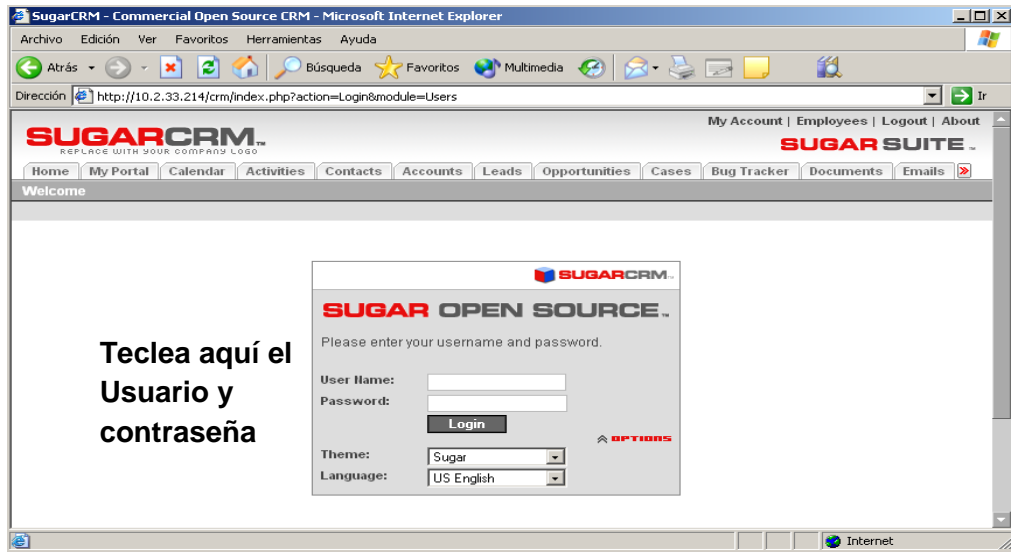 SugarCRM - Commercial Open Source CRM - Microsoft Internet Explorer
Archivo Edición Ver Favoritos Herramientas Ayuda
Atrás Búsqueda Favoritos Multimedia
Dirección http://10.2.33.214/crm/index.php?action=Login&module=Users Ir
My Account | Employees | Logout | About
SUGARCRM™
REPLACE WITH YOUR COMPANY LOGO
SUGAR SUITE™
Home My Portal Calendar Activities Contacts Accounts Leads Opportunities Cases Bug Tracker Documents Emails
Welcome
SUGARCRM™
SUGAR OPEN SOURCE™
Please enter your username and password.
Teclea aquí el
Usuario y
contraseña
User Name:
Password:
Login
OPTIONS
Theme: Sugar
Language: US English
Internet